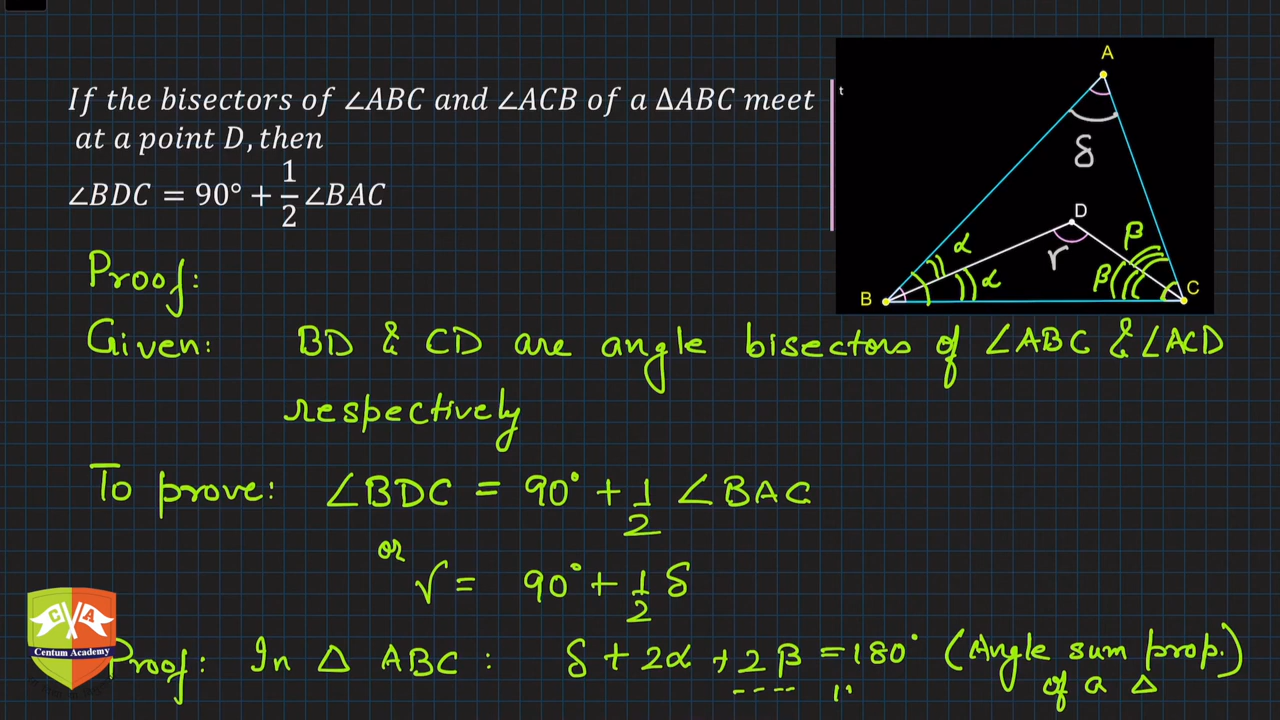 If the bisectors of ∠ABC and ∠ACB of a ΔABC meet
at a point D, then
∠BDC = 90° + 1/2 ∠BAC
A
δ
D
r
α
α
β
β
B
C
Proof:
Given: BD & CD are angle bisectors of ∠ABC & ∠ACD
respectively
To prove: ∠BDC = 90° + 1/2 ∠BAC
or
r = 90° + 1/2 δ
Proof: In Δ ABC: δ + 2α + 2β = 180° (Angle sum prop.)
of a Δ
C A
Centum Academy